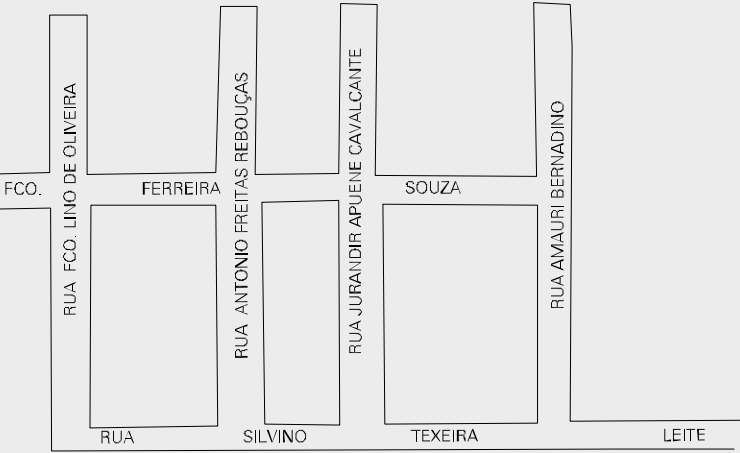 RUA FCO. LINO DE OLIVEIRA
RUA ANTONIO FREITAS REBOUÇAS
RUA JURANDIR APUENE CAVALCANTE
RUA AMAURI BERNADINO
FCO. FERREIRA SOUZA
RUA SILVINO TEXEIRA LEITE